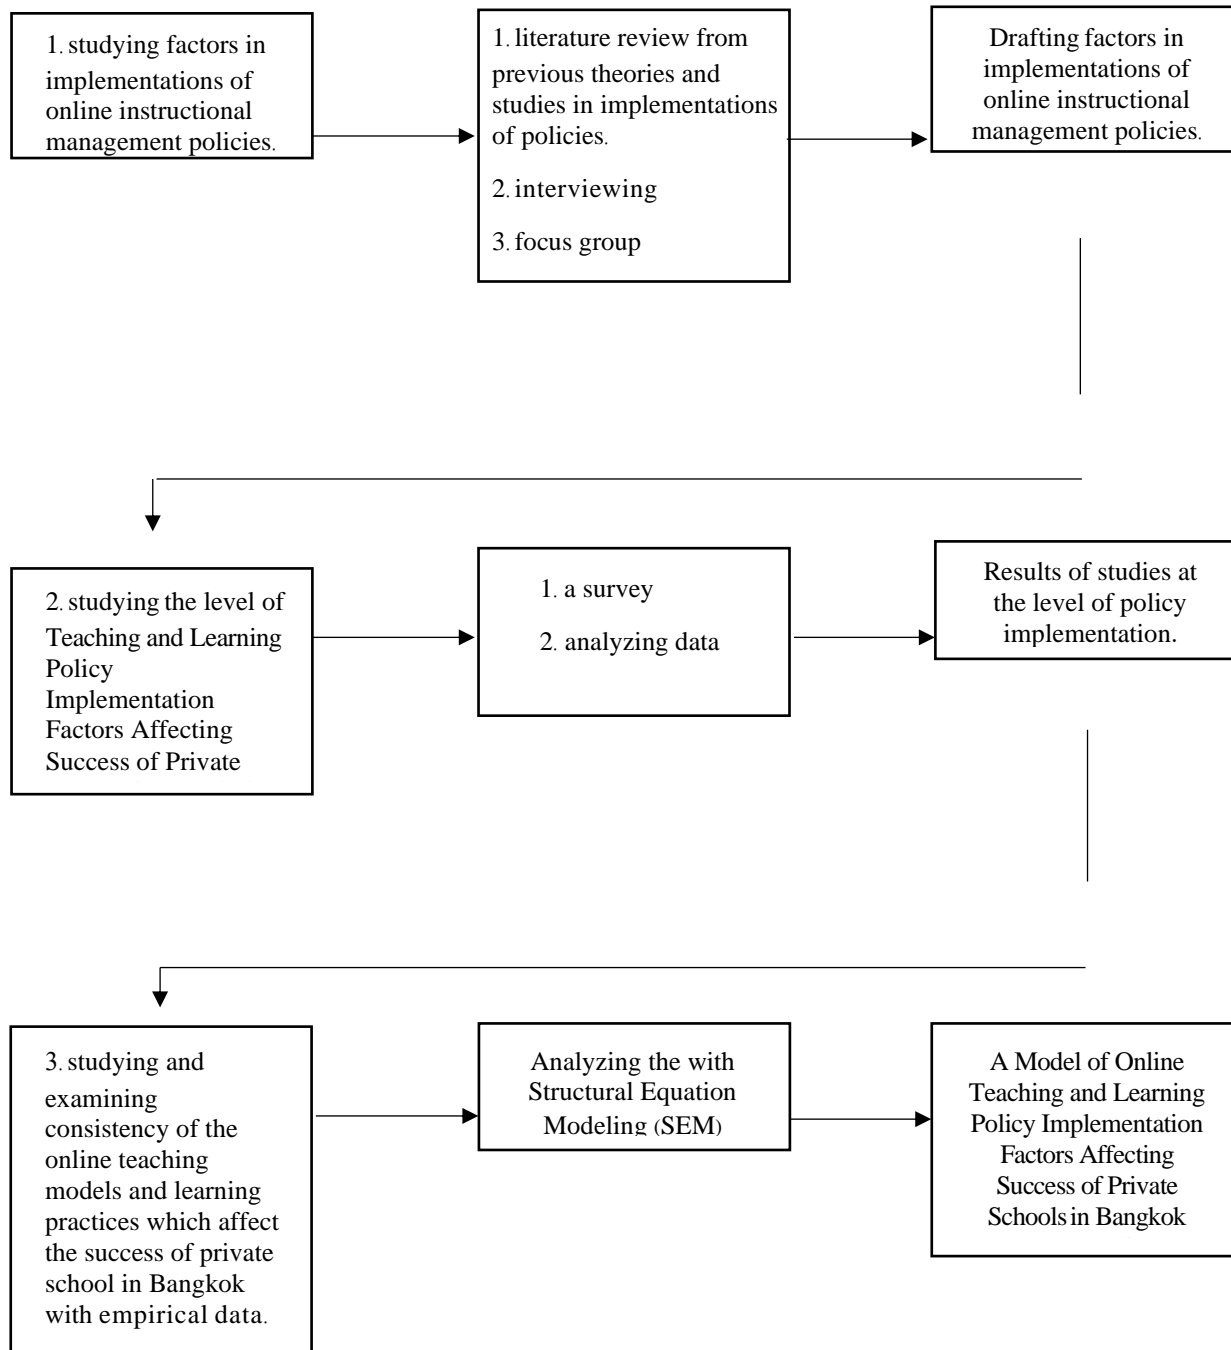 1. studying factors in
implementations of
online instructional
management policies.
1. literature review from
previous theories and
studies in implementations
of policies.
2. interviewing
3. focus group
Drafting factors in
implementations of
online instructional
management policies.
2. studying the level of
Teaching and Learning
Policy
Implementation
Factors Affecting
Success of Private
1. a survey
2. analyzing data
Results of studies at
the level of policy
implementation.
3. studying and
examining
consistency of the
online teaching
models and learning
practices which affect
the success of private
school in Bangkok
with empirical data.
Analyzing the with
Structural Equation
Modeling (SEM)
A Model of Online
Teaching and Learning
Policy Implementation
Factors Affecting
Success of Private
Schools in Bangkok